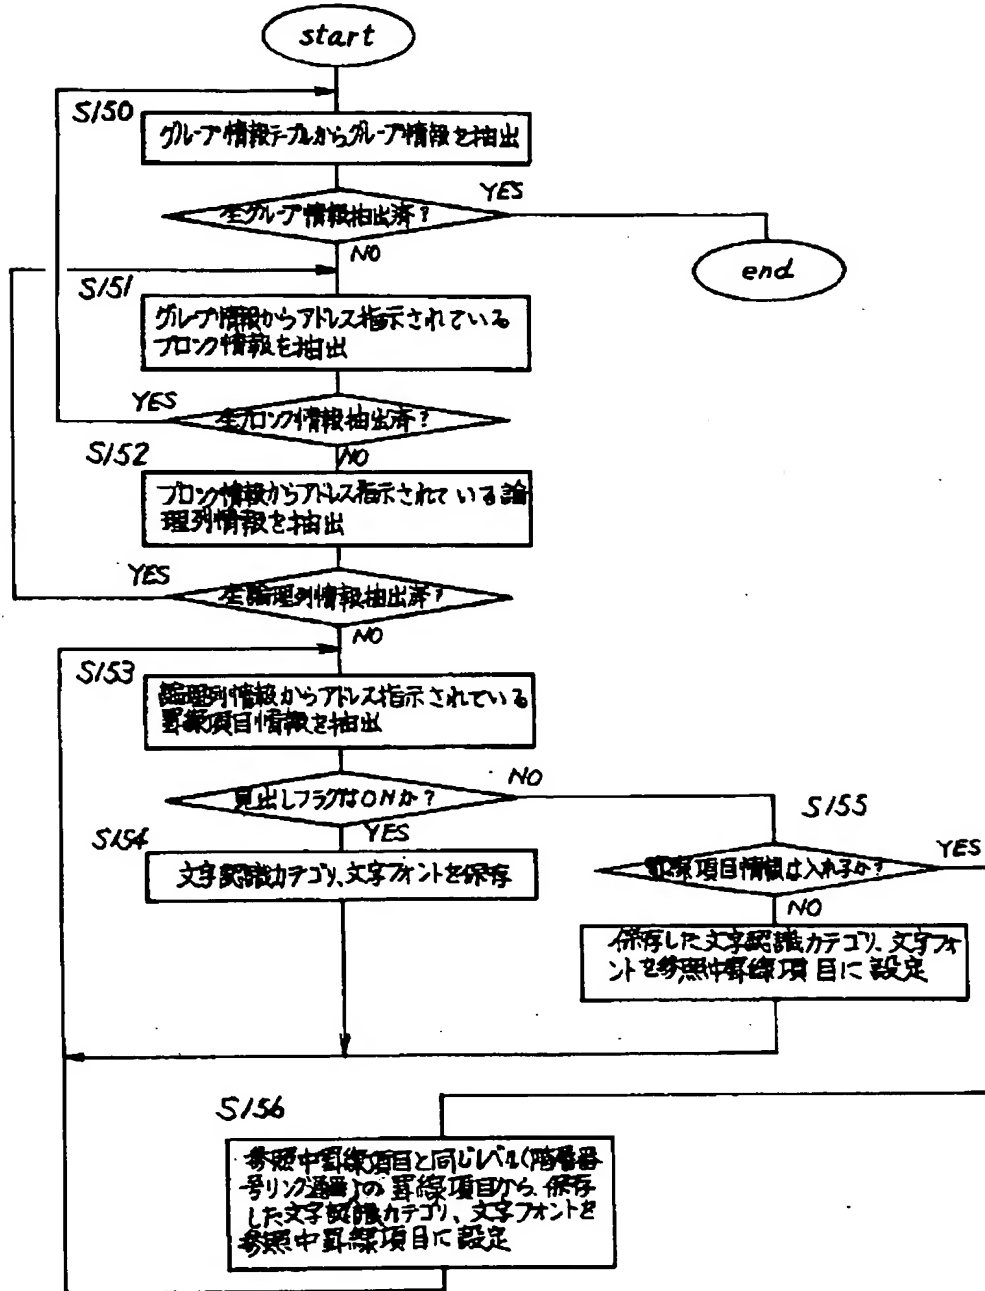 start
S150
グループ情報テーブルからグループ情報を抽出
全グループ情報抽出済?
YES
NO
end
S151
グループ情報からアドレス指示されている
ブロック情報を抽出
YES
全ブロック情報抽出済?
NO
S152
ブロック情報からアドレス指示されている論
理列情報を抽出
YES
全論理列情報抽出済?
NO
S153
論理列情報からアドレス指示されている
罫線項目情報を抽出
見出しフラグはONか?
NO
YES
S154
文字認識カテゴリ、文字フォントを保存
S155
罫線項目情報は入れ子か?
YES
NO
保存した文字認識カテゴリ、文字フォ
ントを参照中罫線項目に設定
S156
参照中罫線項目と同じレベル(階層番
号リング通番)の罫線項目から、保存
した文字認識カテゴリ、文字フォントを
参照中罫線項目に設定